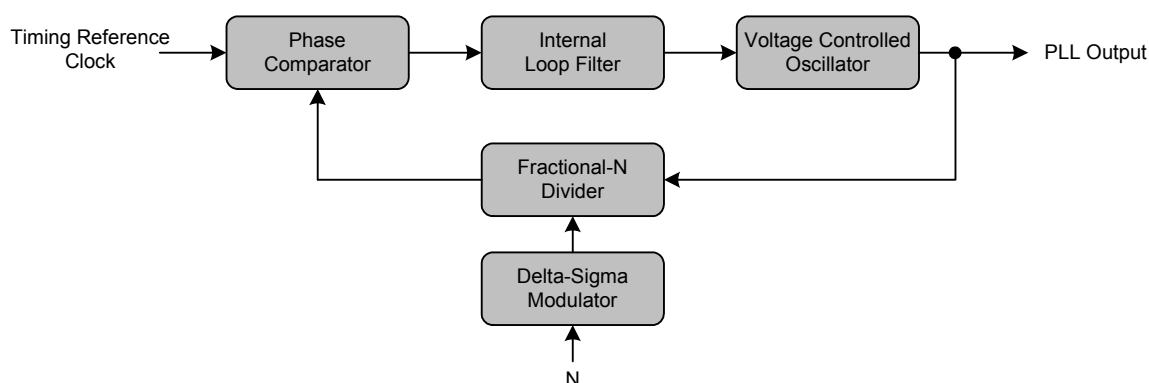 Timing Reference
Clock
Phase
Comparator
Internal
Loop Filter
Voltage Controlled
Oscillator
PLL Output
Fractional-N
Divider
Delta-Sigma
Modulator
N